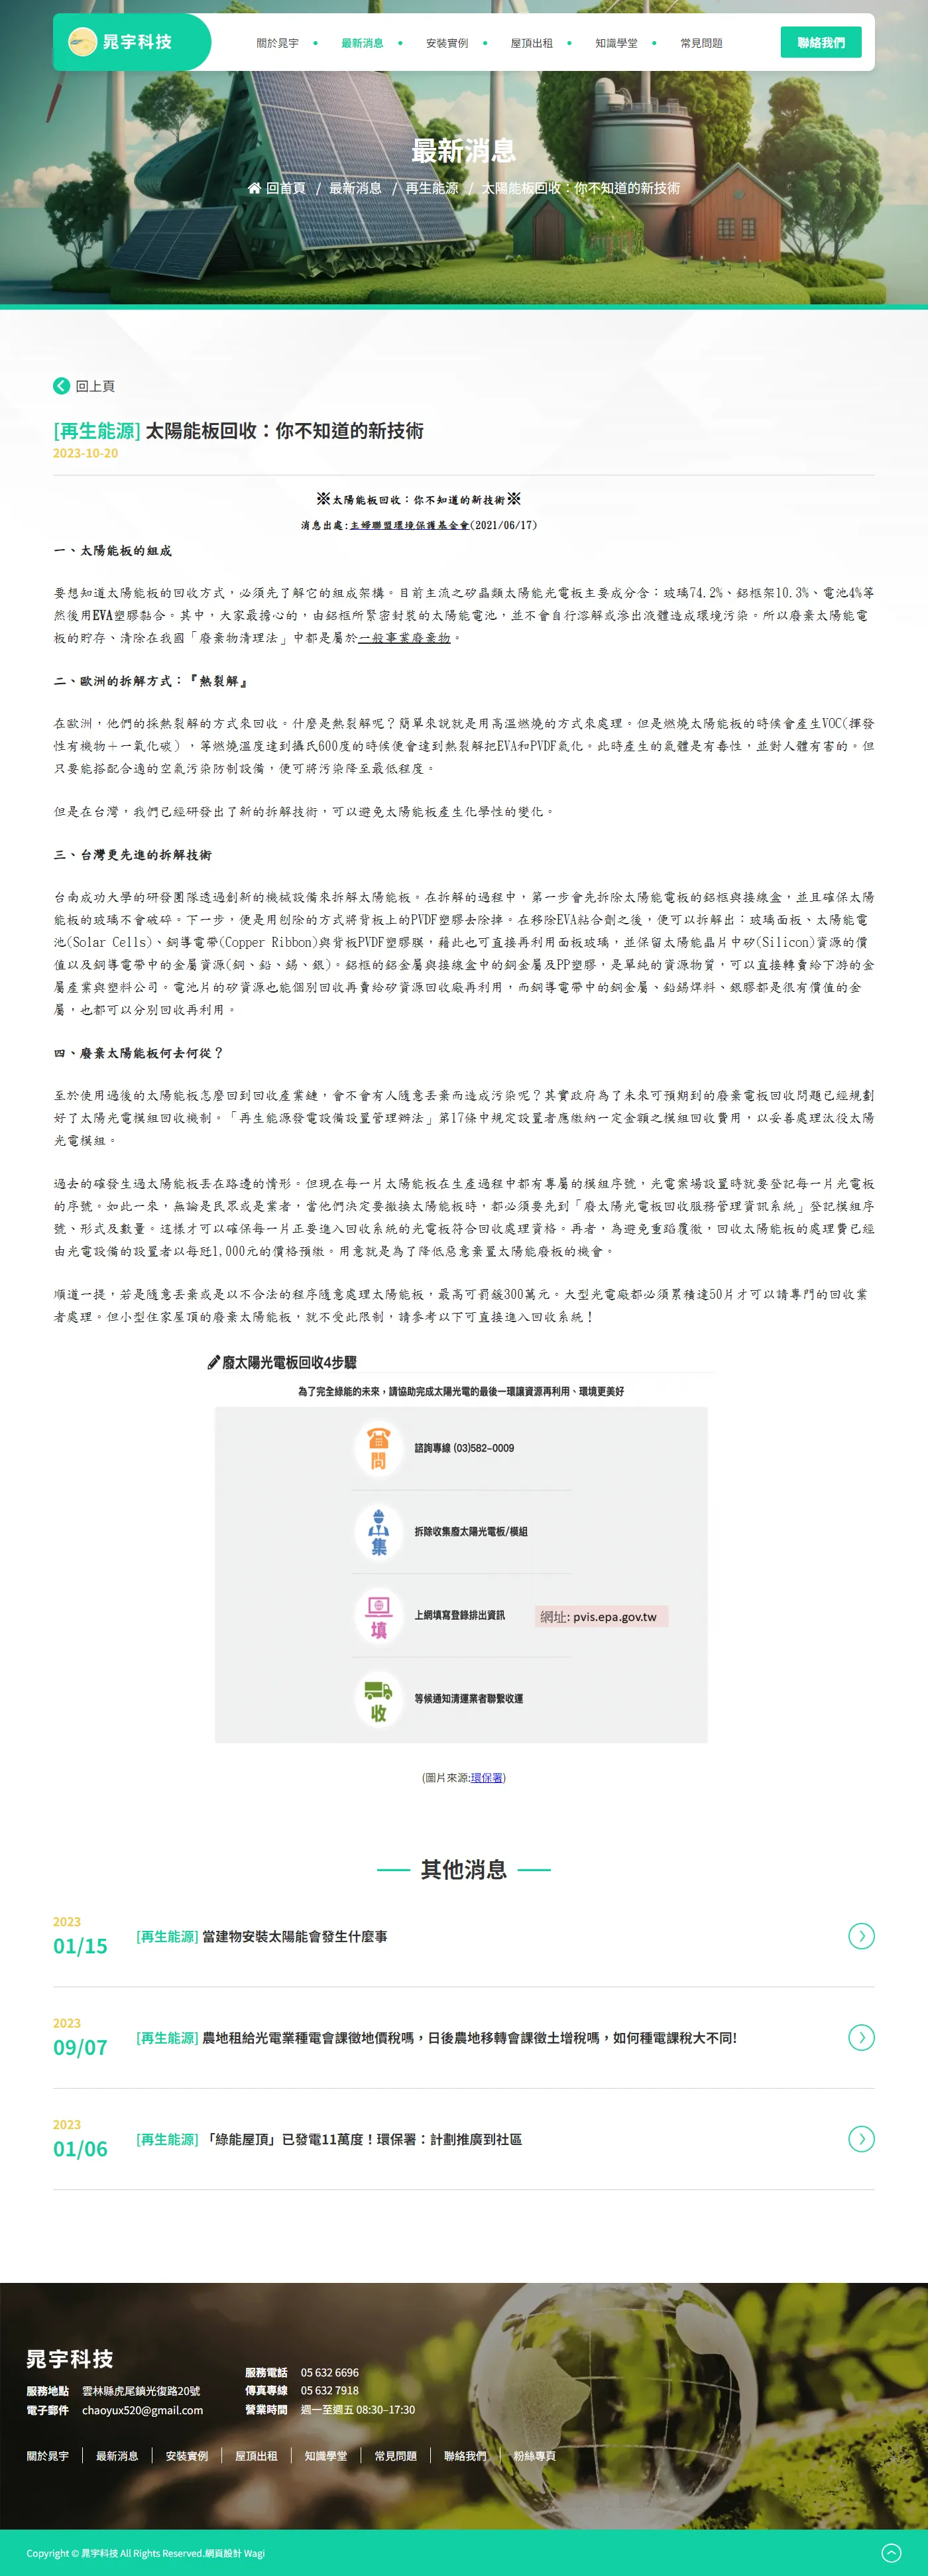 晁宇科技
關於晁宇
最新消息
安裝實例
屋頂出租
知識學堂
常見問題
聯絡我們
最新消息
回首頁 / 最新消息 / 再生能源 / 太陽能板回收：你不知道的新技術
回上頁
[再生能源] 太陽能板回收：你不知道的新技術
2023-10-20
※太陽能板回收：你不知道的新技術※
消息出處:主婦聯盟環境保護基金會(2021/06/17)
一、太陽能板的組成
要想知道太陽能板的回收方式，必須先了解它的組成架構。目前主流之矽晶類太陽能光電板主要成分含：玻璃74.2%、鋁框架10.3%、電池4%等
然後用EVA塑膠黏合。其中，大家最擔心的，由鋁框所緊密封裝的太陽能電池，並不會自行溶解或滲出液體造成環境污染。所以廢棄太陽能電
板的貯存、清除在我國「廢棄物清理法」中都是屬於一般事業廢棄物。
二、歐洲的拆解方式：『熱裂解』
在歐洲，他們的採熱裂解的方式來回收。什麼是熱裂解呢？簡單來說就是用高溫燃燒的方式來處理。但是燃燒太陽能板的時候會產生VOC(揮發
性有機物＋一氧化碳），等燃燒溫度達到攝氏600度的時候便會達到熱裂解把EVA和PVDF氣化。此時產生的氣體是有毒性，並對人體有害的。但
只要能搭配合適的空氣污染防制設備，便可將污染降至最低程度。
但是在台灣，我們已經研發出了新的拆解技術，可以避免太陽能板產生化學性的變化。
三、台灣更先進的拆解技術
台南成功大學的研發團隊透過創新的機械設備來拆解太陽能板。在拆解的過程中，第一步會先拆除太陽能電板的鋁框與接線盒，並且確保太陽
能板的玻璃不會破碎。下一步，便是用刨除的方式將背板上的PVDF塑膠去除掉。在移除EVA粘合劑之後，便可以拆解出：玻璃面板、太陽能電
池(Solar Cells)、銅導電帶(Copper Ribbon)與背板PVDF塑膠膜，藉此也可直接再利用面板玻璃，並保留太陽能晶片中矽(Silicon)資源的價
值以及銅導電帶中的金屬資源(銅、鉛、錫、銀)。鋁框的鋁金屬與接線盒中的銅金屬及PP塑膠，是單純的資源物質，可以直接轉賣給下游的金
屬產業與塑料公司。電池片的矽資源也能個別回收再賣給矽資源回收廠再利用，而銅導電帶中的銅金屬、鉛錫焊料、銀膠都是很有價值的金
屬，也都可以分別回收再利用。
四、廢棄太陽能板何去何從？
至於使用過後的太陽能板怎麼回到回收產業鏈，會不會有人隨意丟棄而造成污染呢？其實政府為了未來可預期到的廢棄電板回收問題已經規劃
好了太陽光電模組回收機制。「再生能源發電設備設置管理辦法」第17條中規定設置者應繳納一定金額之模組回收費用，以妥善處理汰役太陽
光電模組。
過去的確發生過太陽能板丟在路邊的情形。但現在每一片太陽能板在生產過程中都有專屬的模組序號，光電案場設置時就要登記每一片光電板
的序號。如此一來，無論是民眾或是業者，當他們決定要撤換太陽能板時，都必須要先到「廢太陽光電板回收服務管理資訊系統」登記模組序
號、形式及數量。這樣才可以確保每一片正要進入回收系統的光電板符合回收處理資格。再者，為避免重蹈覆徹，回收太陽能板的處理費已經
由光電設備的設置者以每瓩1,000元的價格預繳。用意就是為了降低惡意棄置太陽能廢板的機會。
順道一提，若是隨意丟棄或是以不合法的程序隨意處理太陽能板，最高可罰鍰300萬元。大型光電廠都必須累積達50片才可以請專門的回收業
者處理。但小型住家屋頂的廢棄太陽能板，就不受此限制，請參考以下可直接進入回收系統！
廢太陽光電板回收4步驟
為了完全綠能的未來，請協助完成太陽光電的最後一環讓資源再利用、環境更美好
問
諮詢專線 (03)582-0009
集
拆除收集廢太陽光電板/模組
填
上網填寫登錄排出資訊
網址: pvis.epa.gov.tw
收
等候通知清運業者聯繫收運
(圖片來源:環保署)
其他消息
2023
01/15
[再生能源] 當建物安裝太陽能會發生什麼事
2023
09/07
[再生能源] 農地租給光電業種電會課徵地價稅嗎，日後農地移轉會課徵土增稅嗎，如何種電課稅大不同!
2023
01/06
[再生能源] 「綠能屋頂」已發電11萬度！環保署：計劃推廣到社區
晁宇科技
服務地點 雲林縣虎尾鎮光復路20號
電子郵件 chaoyux520@gmail.com
服務電話 05 632 6696
傳真專線 05 632 7918
營業時間 週一至週五 08:30–17:30
關於晁宇
最新消息
安裝實例
屋頂出租
知識學堂
常見問題
聯絡我們
粉絲專頁
Copyright © 晁宇科技 All Rights Reserved.網頁設計 Wagi